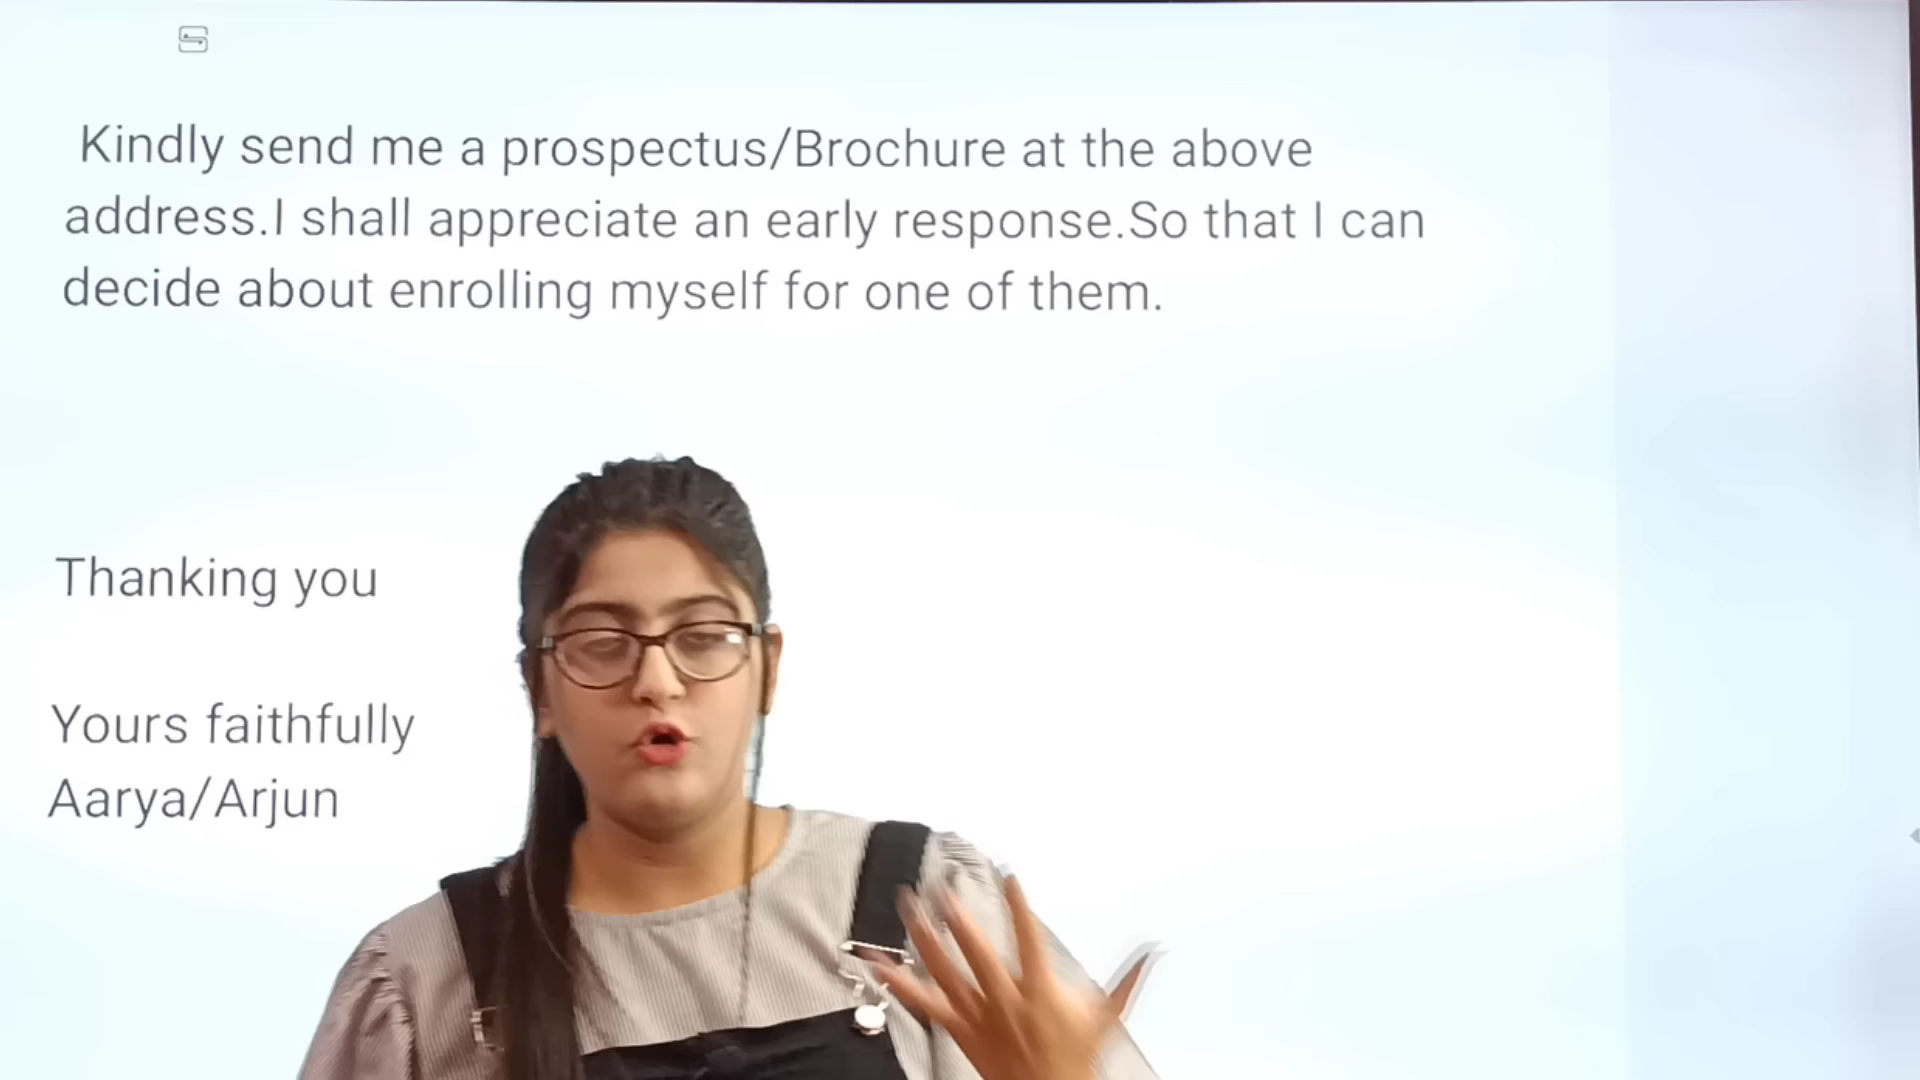 Kindly send me a prospectus/Brochure at the above
address.I shall appreciate an early response.So that I can
decide about enrolling myself for one of them.
Thanking you
Yours faithfully
Aarya/Arjun